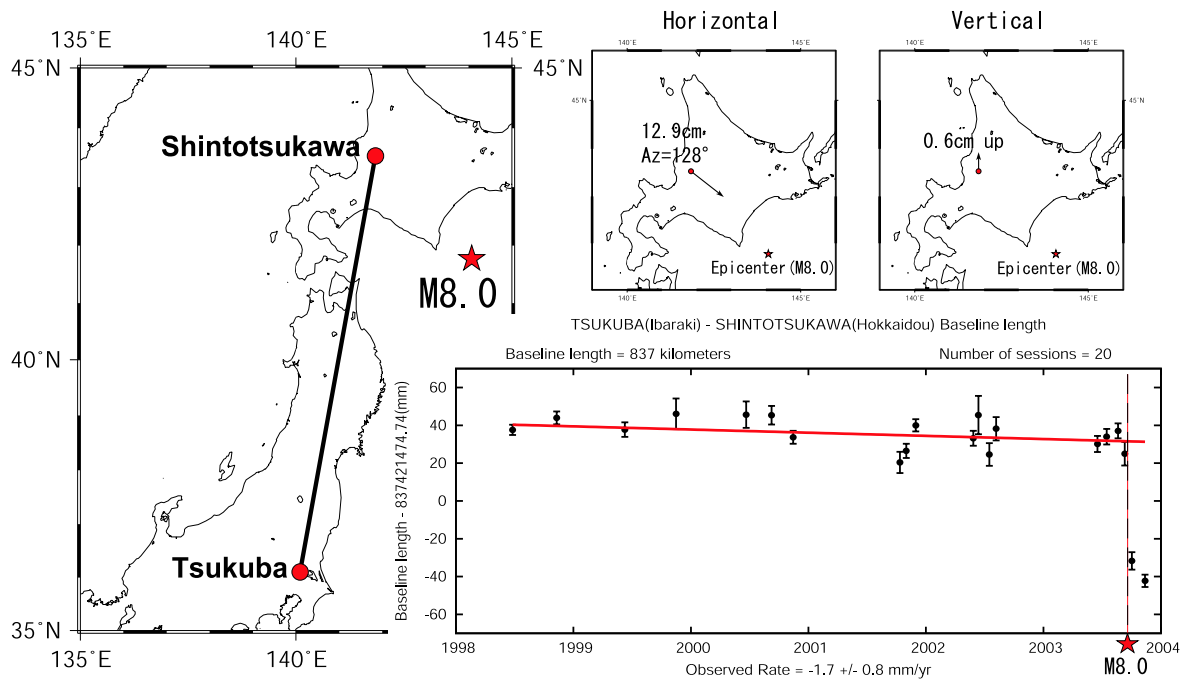 135°E
140°E
145°E
45°N
45°N
Shintotsukawa
M8.0
40°N
Tsukuba
35°N
135°E
140°E
Horizontal
140°E
145°E
45°N
12.9cm
Az=128°
Epicenter(M8.0)
140°E
145°E
Vertical
140°E
145°E
45°N
0.6cm up
Epicenter(M8.0)
140°E
145°E
TSUKUBA(Ibaraki) - SHINTOTSUKAWA(Hokkaidou) Baseline length
Baseline length = 837 kilometers
Number of sessions = 20
Baseline length - 837421474.74(mm)
60
40
20
0
-20
-40
-60
1998
1999
2000
2001
2002
2003
2004
M8.0
Observed Rate = -1.7 +/- 0.8 mm/yr